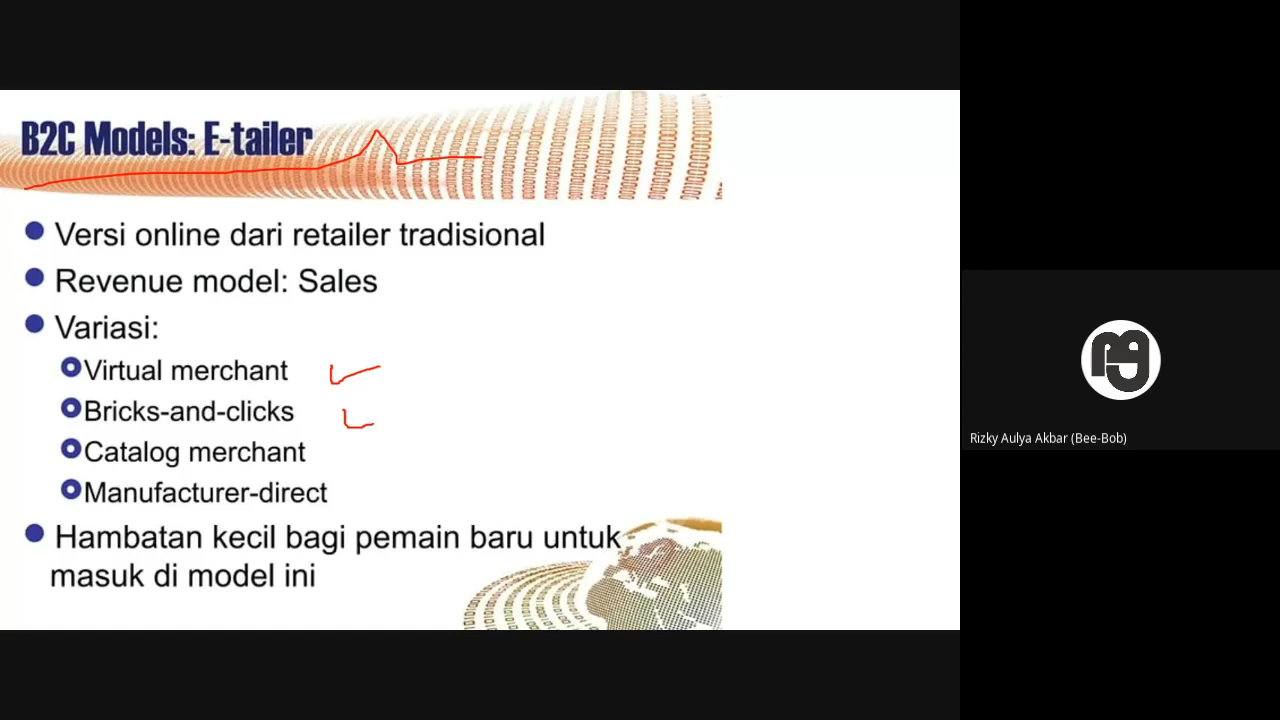 B2C Models: E-tailer
Versi online dari retailer tradisional
Revenue model: Sales
Variasi:
Virtual merchant
Bricks-and-clicks
Catalog merchant
Manufacturer-direct
Hambatan kecil bagi pemain baru untuk
masuk di model ini
Rizky Aulya Akbar (Bee-Bob)